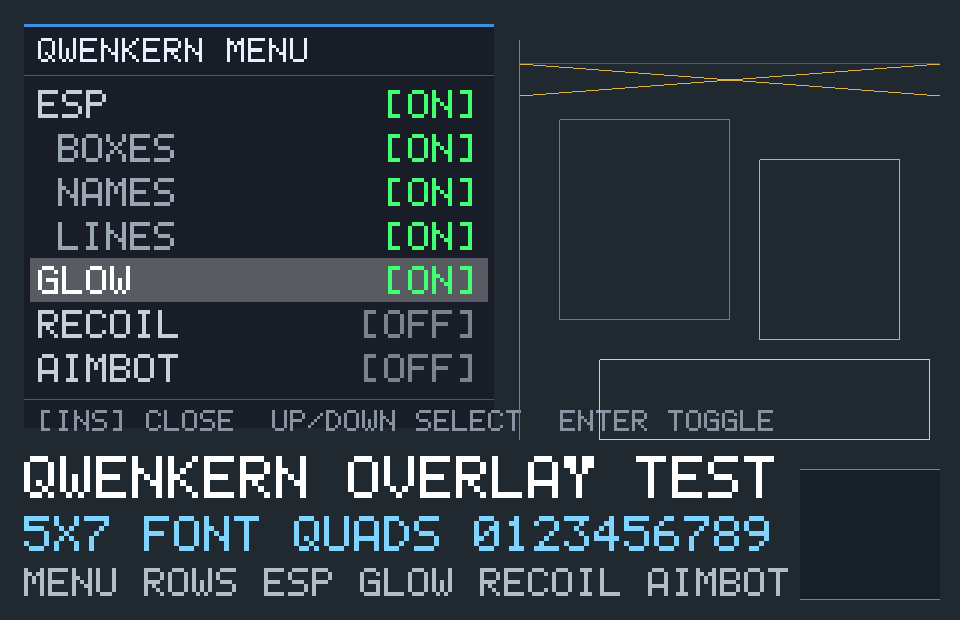 QWENKERN MENU
ESP [ON]
BOXES [ON]
NAMES [ON]
LINES [ON]
GLOW [ON]
RECOIL [OFF]
AIMBOT [OFF]
[INS] CLOSE UP/DOWN SELECT ENTER TOGGLE
QWENKERN OVERLAY TEST
5X7 FONT QUADS 0123456789
MENU ROWS ESP GLOW RECOIL AIMBOT